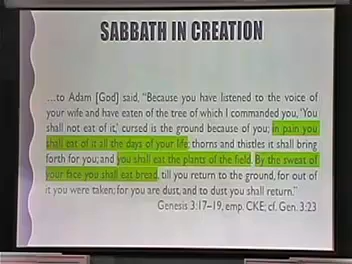 SABBATH IN CREATION
...to Adam [God] said, "Because you have listened to the voice of
your wife and have eaten of the tree of which I commanded you, 'You
shall not eat of it,' cursed is the ground because of you; in pain you
shall eat of it all the days of your life; thorns and thistles it shall bring
forth for you; and you shall eat the plants of the field. By the sweat of
your face you shall eat bread, till you return to the ground, for out of
it you were taken; for you are dust, and to dust you shall return."
Genesis 3:17–19, emp. CKE; cf. Gen. 3:23